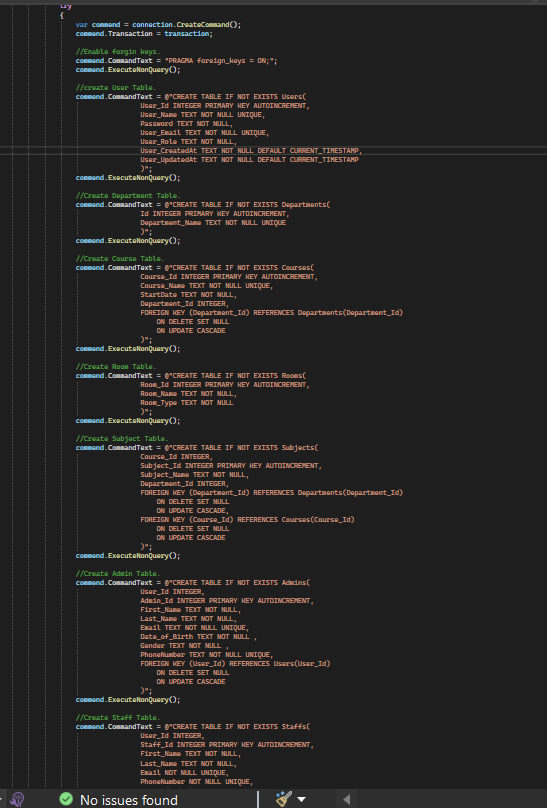 try
{
var commend = connection.CreateCommand();
commend.Transaction = transaction;
//Enable forgin keys.
commend.CommandText = "PRAGMA foreign_keys = ON;";
commend.ExecuteNonQuery();
//create User Table.
commend.CommandText = @"CREATE TABLE IF NOT EXISTS Users(
User_Id INTEGER PRIMARY KEY AUTOINCREMENT,
User_Name TEXT NOT NULL UNIQUE,
Password TEXT NOT NULL,
User_Email TEXT NOT NULL UNIQUE,
User_Role TEXT NOT NULL,
User_CreatedAt TEXT NOT NULL DEFAULT CURRENT_TIMESTAMP,
User_UpdatedAt TEXT NOT NULL DEFAULT CURRENT_TIMESTAMP
)";
commend.ExecuteNonQuery();
//Create Department Table.
commend.CommandText = @"CREATE TABLE IF NOT EXISTS Departments(
Id INTEGER PRIMARY KEY AUTOINCREMENT,
Department_Name TEXT NOT NULL UNIQUE
)";
commend.ExecuteNonQuery();
//Create Course Table.
commend.CommandText = @"CREATE TABLE IF NOT EXISTS Courses(
Course_Id INTEGER PRIMARY KEY AUTOINCREMENT,
Course_Name TEXT NOT NULL UNIQUE,
StartDate TEXT NOT NULL,
Department_Id INTEGER,
FOREIGN KEY (Department_Id) REFERENCES Departments(Department_Id)
ON DELETE SET NULL
ON UPDATE CASCADE
)";
commend.ExecuteNonQuery();
//Create Room Table.
commend.CommandText = @"CREATE TABLE IF NOT EXISTS Rooms(
Room_Id INTEGER PRIMARY KEY AUTOINCREMENT,
Room_Name TEXT NOT NULL,
Room_Type TEXT NOT NULL
)";
commend.ExecuteNonQuery();
//Create Subject Table.
commend.CommandText = @"CREATE TABLE IF NOT EXISTS Subjects(
Course_Id INTEGER,
Subject_Id INTEGER PRIMARY KEY AUTOINCREMENT,
Subject_Name TEXT NOT NULL,
Department_Id INTEGER,
FOREIGN KEY (Department_Id) REFERENCES Departments(Department_Id)
ON DELETE SET NULL
ON UPDATE CASCADE,
FOREIGN KEY (Course_Id) REFERENCES Courses(Course_Id)
ON DELETE SET NULL
ON UPDATE CASCADE
)";
commend.ExecuteNonQuery();
//Create Admin Table.
commend.CommandText = @"CREATE TABLE IF NOT EXISTS Admins(
User_Id INTEGER,
Admin_Id INTEGER PRIMARY KEY AUTOINCREMENT,
First_Name TEXT NOT NULL,
Last_Name TEXT NOT NULL,
Email TEXT NOT NULL UNIQUE,
Date_of_Birth TEXT NOT NULL ,
Gender TEXT NOT NULL ,
PhoneNumber TEXT NOT NULL UNIQUE,
FOREIGN KEY (User_Id) REFERENCES Users(User_Id)
ON DELETE SET NULL
ON UPDATE CASCADE
)";
commend.ExecuteNonQuery();
//Create Staff Table.
commend.CommandText = @"CREATE TABLE IF NOT EXISTS Staffs(
User_Id INTEGER,
Staff_Id INTEGER PRIMARY KEY AUTOINCREMENT,
First_Name TEXT NOT NULL,
Last_Name TEXT NOT NULL,
Email NOT NULL UNIQUE,
PhoneNumber NOT NULL UNIQUE,
No issues found